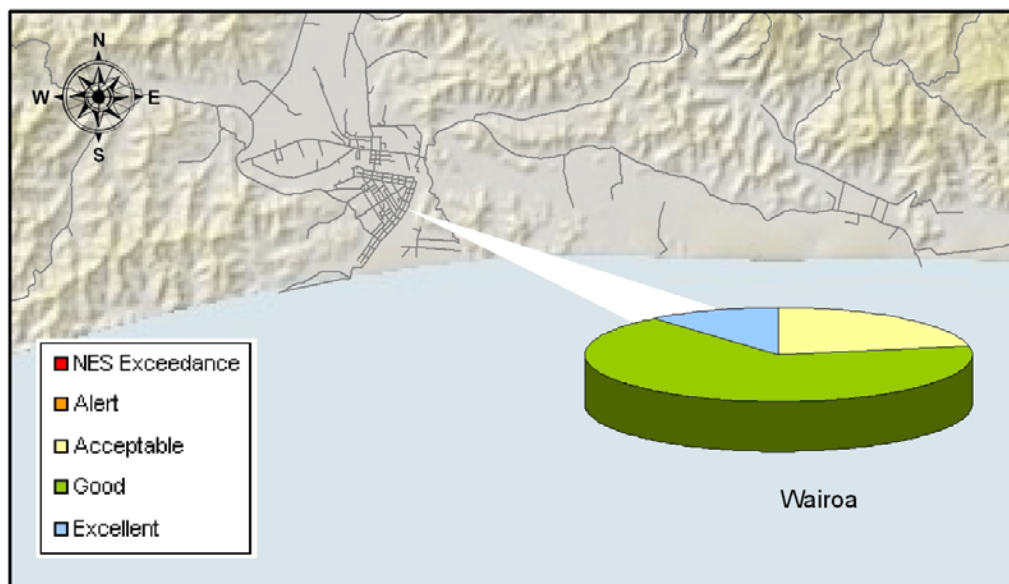 N
W E
S
NES Exceedance
Alert
Acceptable
Good
Excellent
Wairoa